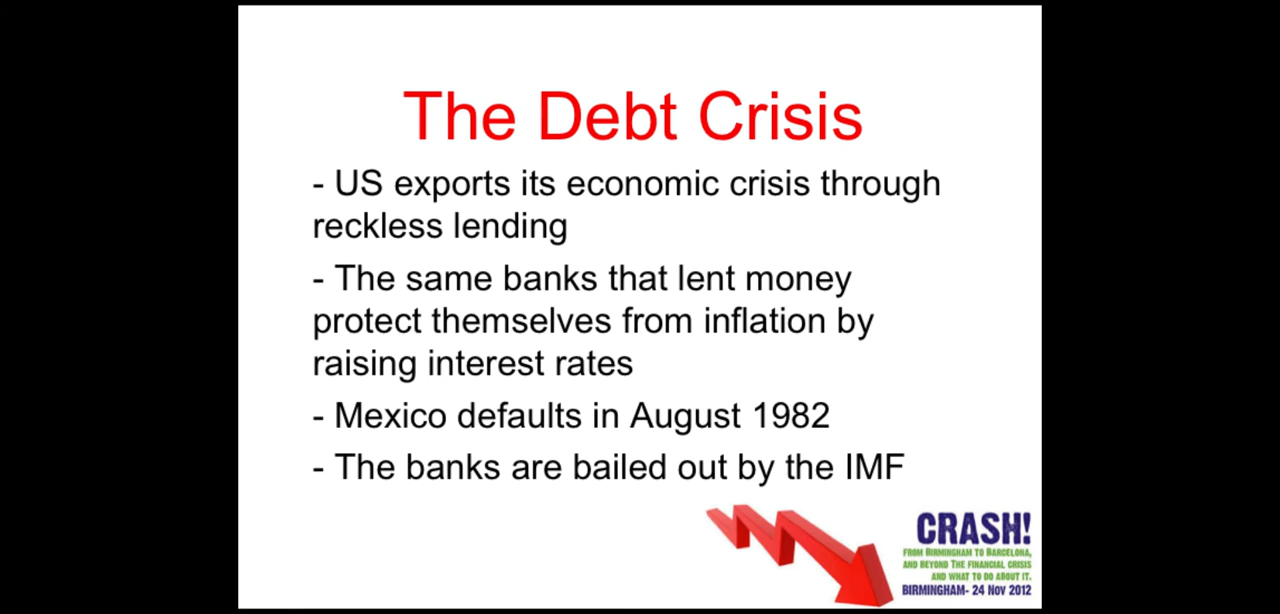 The Debt Crisis
- US exports its economic crisis through
reckless lending
- The same banks that lent money
protect themselves from inflation by
raising interest rates
- Mexico defaults in August 1982
- The banks are bailed out by the IMF
CRASH!
FROM BIRMINGHAM TO BARCELONA,
AND BEYOND THE FINANCIAL CRISIS
AND WHAT TO DO ABOUT IT.
BIRMINGHAM- 24 NOV 2012